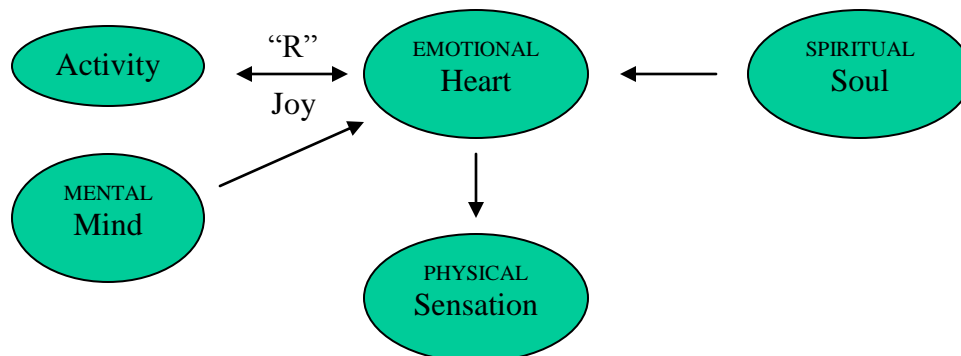 Activity
“R”
Joy
EMOTIONAL
Heart
SPIRITUAL
Soul
MENTAL
Mind
PHYSICAL
Sensation